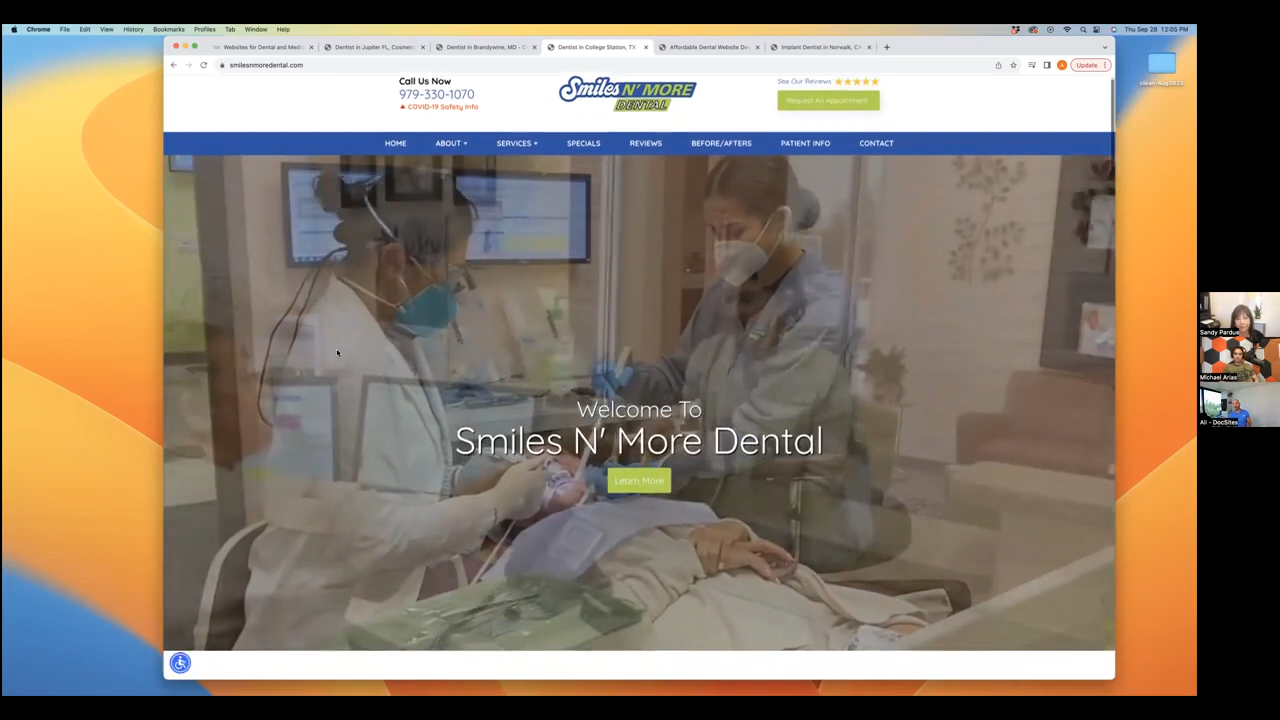 Chrome File Edit View History Bookmarks Profiles Tab Window Help
Thu Sep 28 12:05 PM
Websites for Dental and Medi
Dentist in Jupiter FL, Cosmet
Dentist in Brandywine, MD - C
Dentist in College Station, TX
Affordable Dental Website De
Implant Dentist in Norwalk, C
smilesnmoredental.com
Update
clean-Aug2023
Call Us Now
979-330-1070
COVID-19 Safety Info
Smiles N' MORE
DENTAL
See Our Reviews
Request An Appointment
HOME ABOUT SERVICES SPECIALS REVIEWS BEFORE/AFTERS PATIENT INFO CONTACT
Welcome To
Smiles N' More Dental
Learn More
Sandy Pardue
Michael Arias
Ali - DocSites